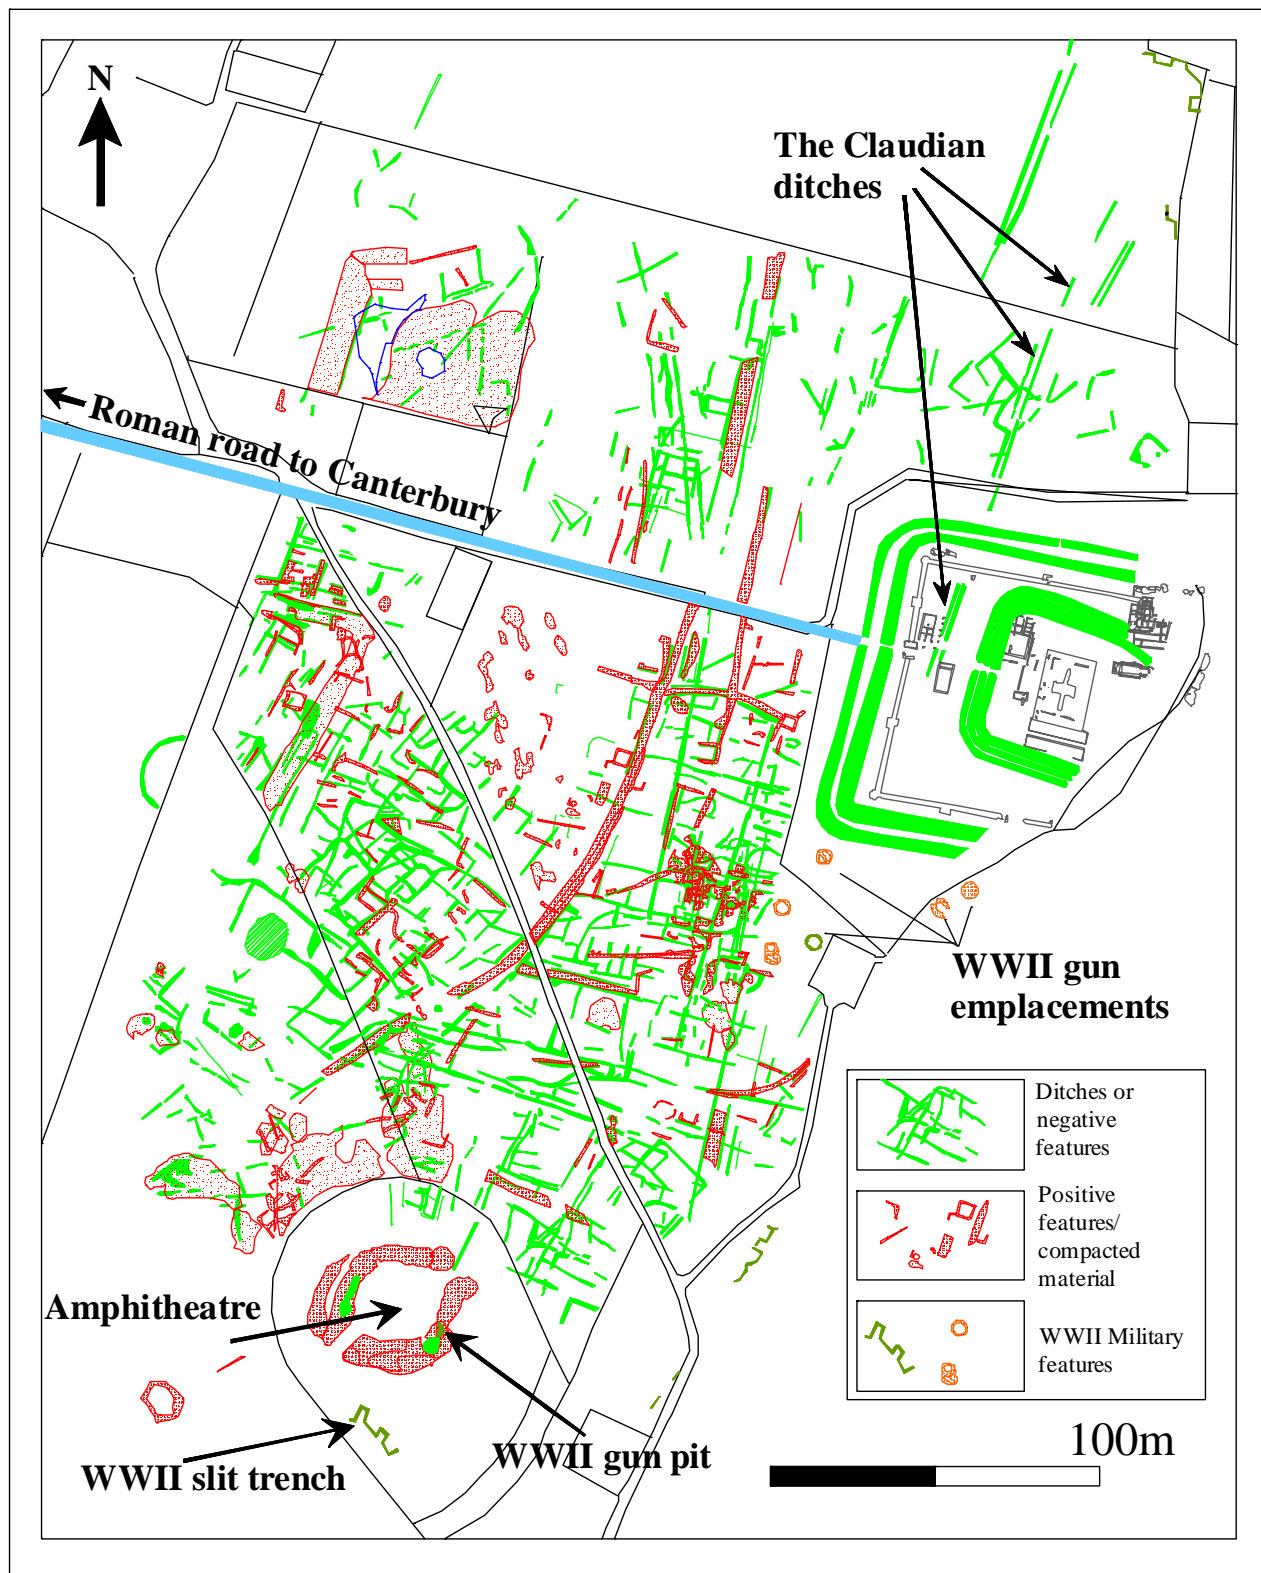 N
The Claudian
ditches
Roman road to Canterbury
WWII gun
emplacements
Ditches or
negative
features
Positive
features/
compacted
material
WWII Military
features
Amphitheatre
WWII gun pit
WWII slit trench
100m